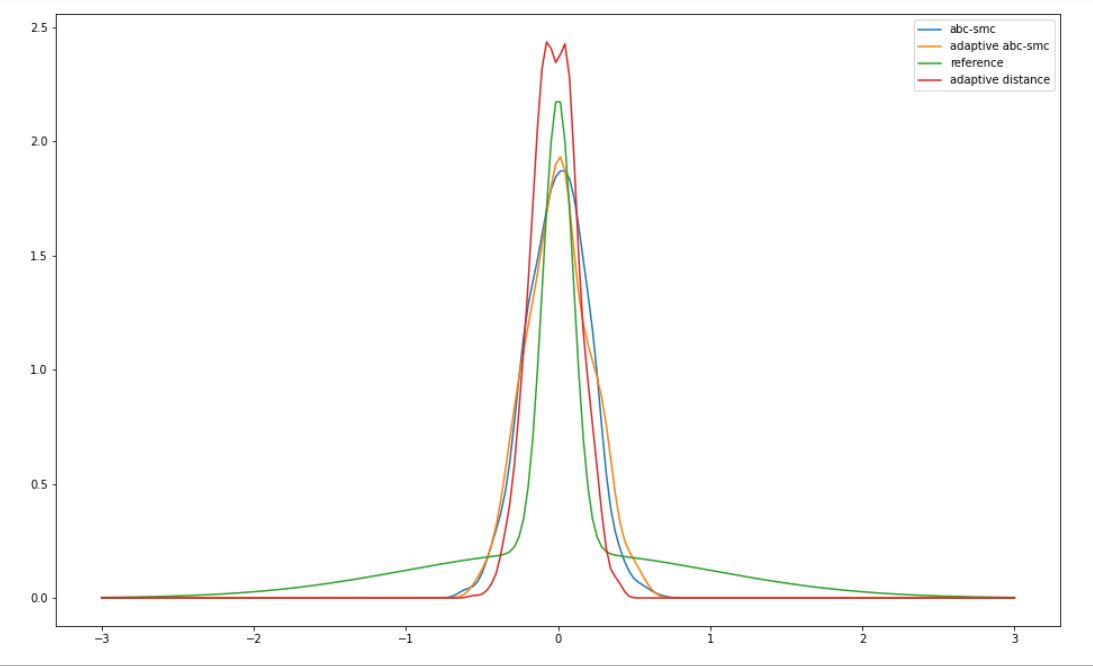 abc-smc
adaptive abc-smc
reference
adaptive distance
2.5
2.0
1.5
1.0
0.5
0.0
−3 −2 −1 0 1 2 3